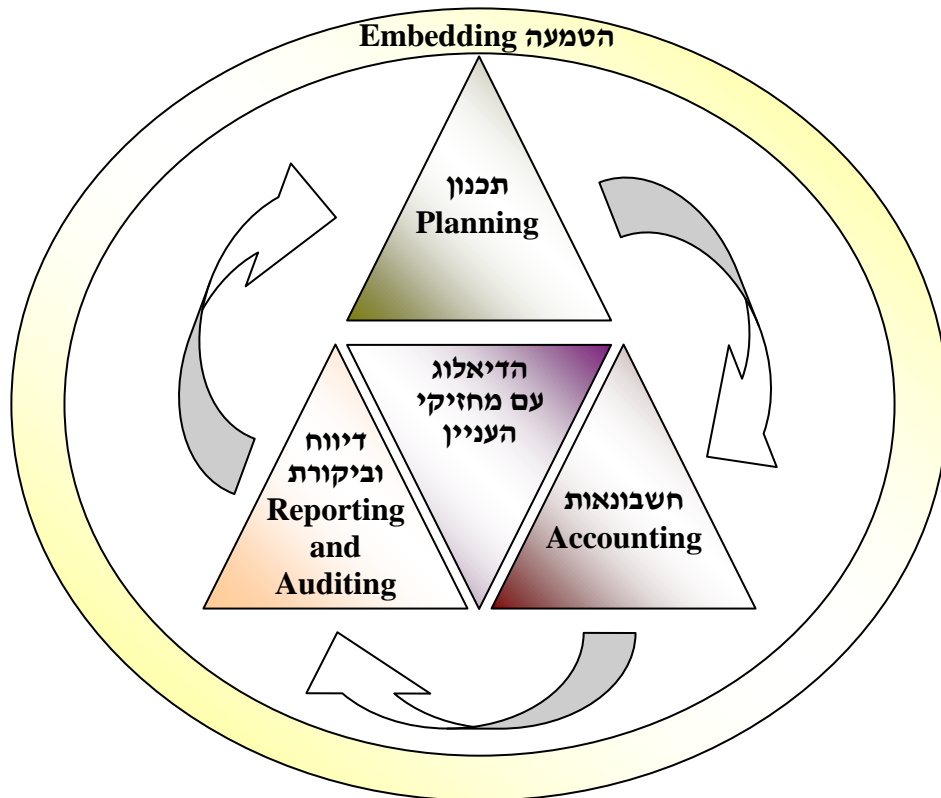 הטמעה Embedding
תכנון
Planning
הדיאלוג
עם מחזיקי
העניין
דיווח
וביקורת
Reporting
and
Auditing
חשבונאות
Accounting